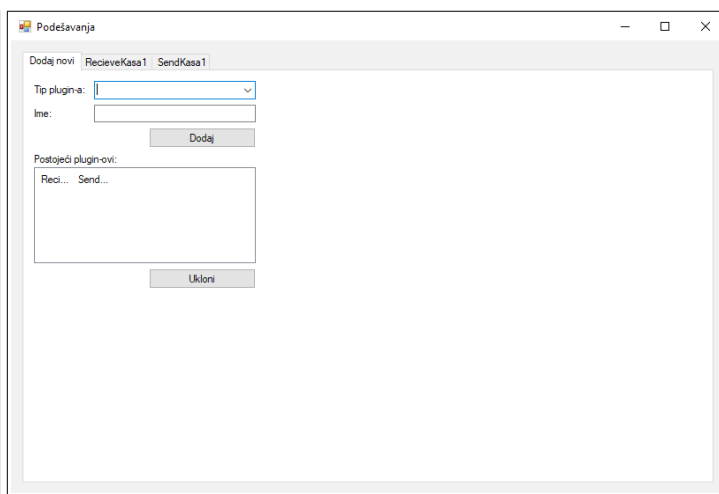 Podešavanja
Dodaj novi RecieveKasa1 SendKasa1
Tip plugin-a:
Ime:
Dodaj
Postojeći plugin-ovi:
Reci... Send...
Ukloni